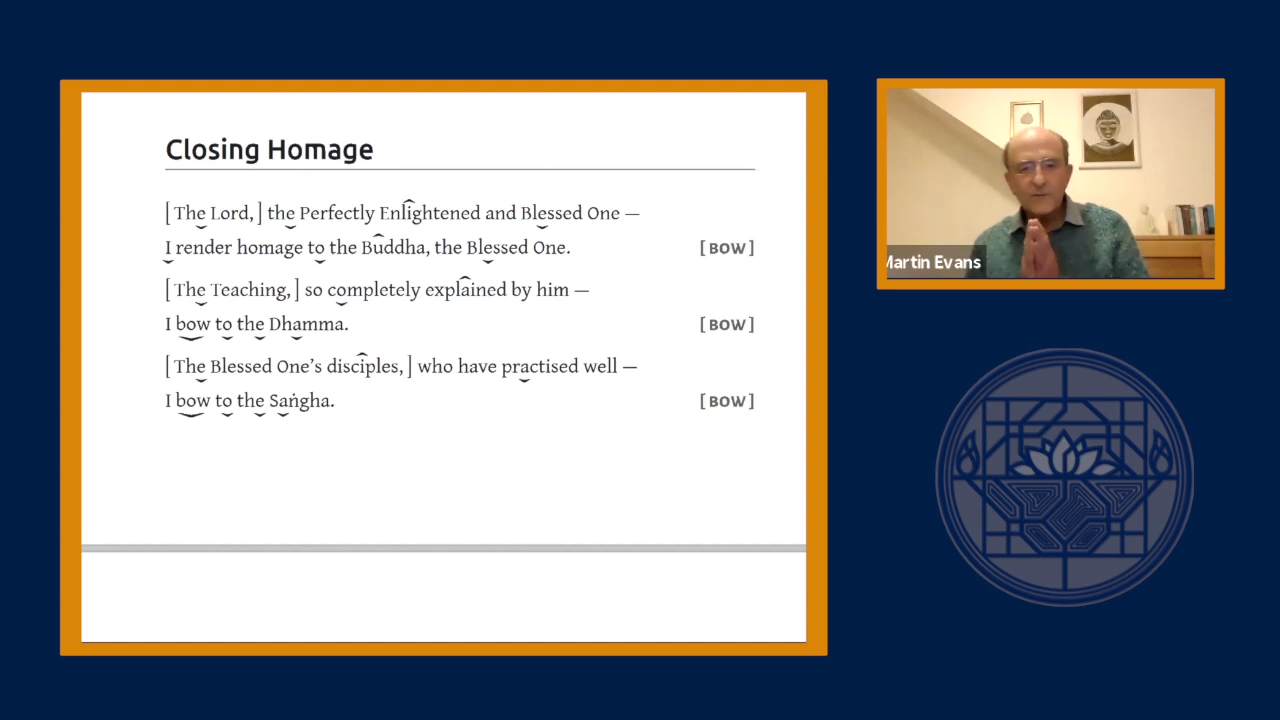 Closing Homage
[ The Lord, ] the Perfectly Enlightened and Blessed One —
I render homage to the Buddha, the Blessed One. [ BOW ]
[ The Teaching, ] so completely explained by him —
I bow to the Dhamma. [ BOW ]
[ The Blessed One’s disciples, ] who have practised well —
I bow to the Saṅgha. [ BOW ]
Martin Evans